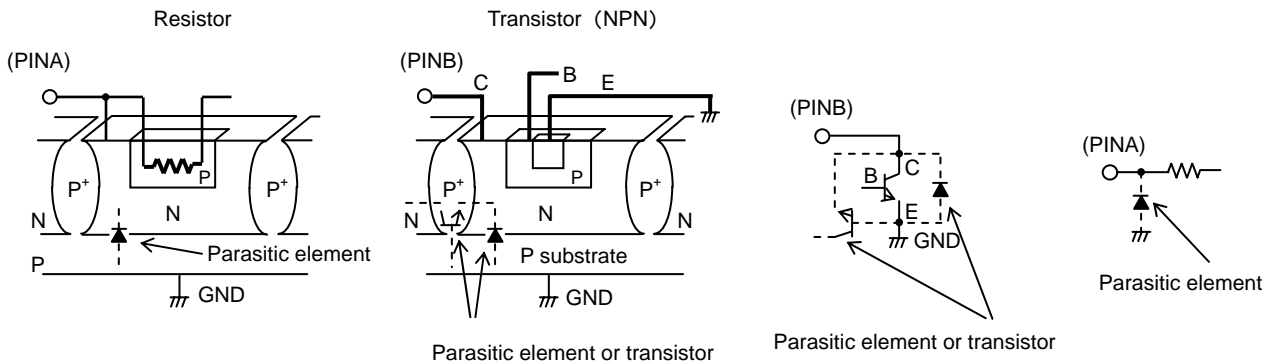 Resistor
(PINA)
P+
P
P+
N
N
Parasitic element
P
GND
Transistor (NPN)
(PINB)
C
B
E
P+
P
P+
N
N
N
P substrate
GND
Parasitic element or transistor
(PINB)
C
B
E
GND
Parasitic element or transistor
(PINA)
Parasitic element